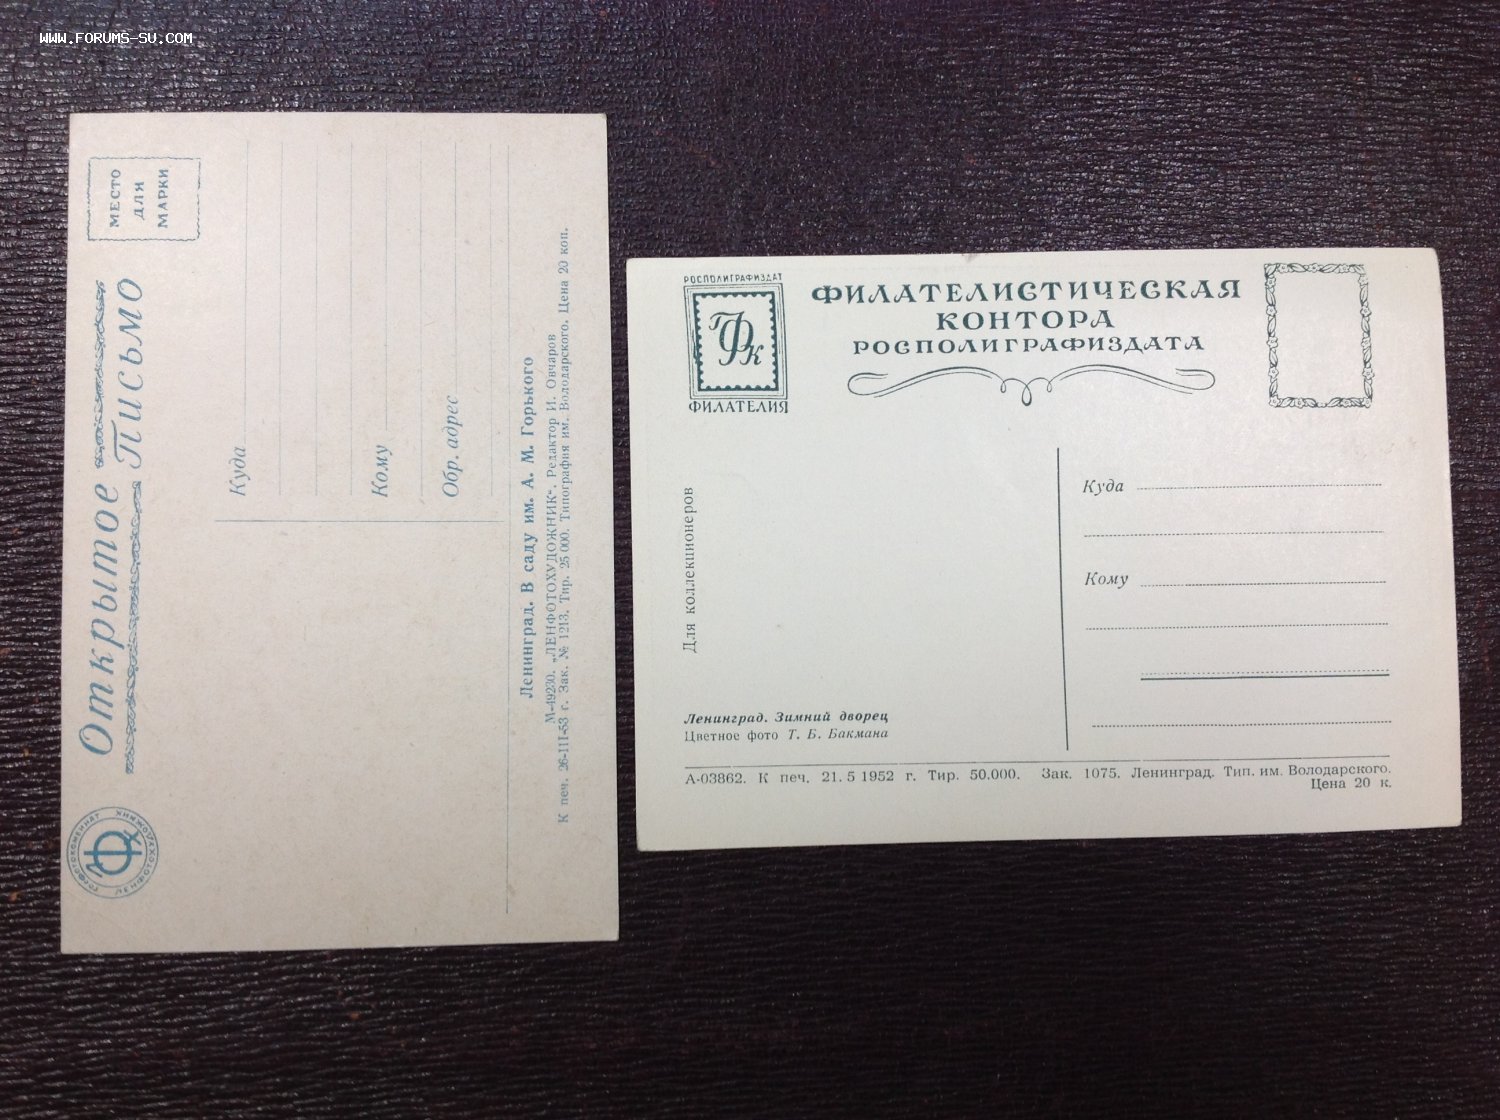 WWW.FORUMS-SU.COM
МЕСТО
ДЛЯ
МАРКИ
Открытое
Письмо
Куда
Кому
Обр. адрес
Ленинград. В саду им. А. М. Горького
М-49230. „ЛЕНФОТОХУДОЖНИК“. Редактор И. Овчаров
К печ. 26-III-53 г. Зак. № 1213. Тир. 25 000. Типография им. Володарского. Цена 20 коп.
РОСПОЛИГРАФИЗДАТ
ФК
ФИЛАТЕЛИЯ
ФИЛАТЕЛИСТИЧЕСКАЯ
КОНТОРА
РОСПОЛИГРАФИЗДАТА
Для коллекционеров
Куда
Кому
Ленинград. Зимний дворец
Цветное фото Т. Б. Бакмана
А-03862. К печ. 21. 5 1952 г. Тир. 50.000. Зак. 1075. Ленинград. Тип. им. Володарского.
Цена 20 к.